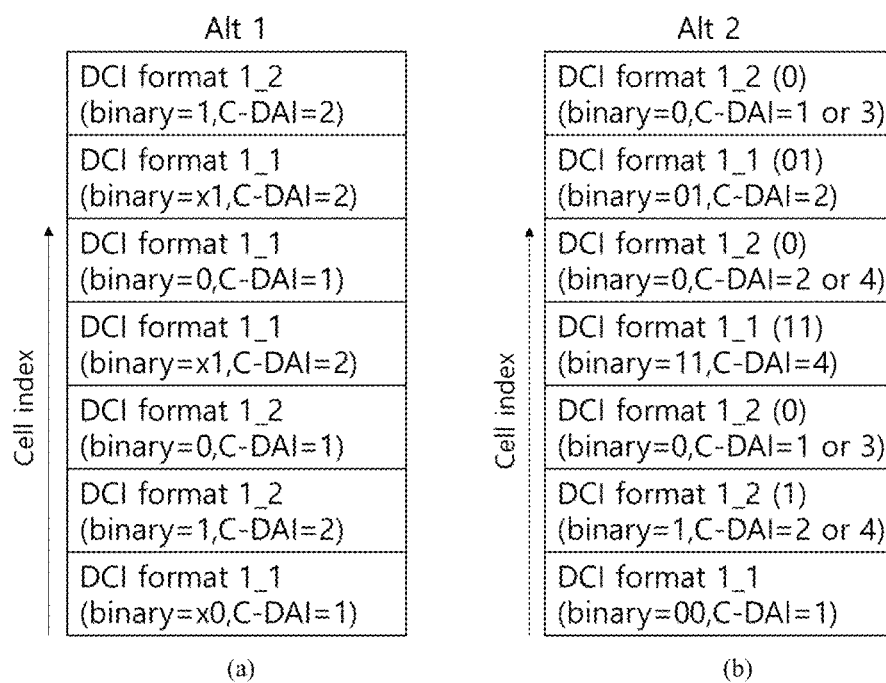 Alt 1
DCI format 1_2
(binary=1,C-DAI=2)
DCI format 1_1
(binary=x1,C-DAI=2)
DCI format 1_1
(binary=0,C-DAI=1)
DCI format 1_1
(binary=x1,C-DAI=2)
DCI format 1_2
(binary=0,C-DAI=1)
DCI format 1_2
(binary=1,C-DAI=2)
DCI format 1_1
(binary=x0,C-DAI=1)
Cell index
(a)
Alt 2
DCI format 1_2 (0)
(binary=0,C-DAI=1 or 3)
DCI format 1_1 (01)
(binary=01,C-DAI=2)
DCI format 1_2 (0)
(binary=0,C-DAI=2 or 4)
DCI format 1_1 (11)
(binary=11,C-DAI=4)
DCI format 1_2 (0)
(binary=0,C-DAI=1 or 3)
DCI format 1_2 (1)
(binary=1,C-DAI=2 or 4)
DCI format 1_1
(binary=00,C-DAI=1)
Cell index
(b)